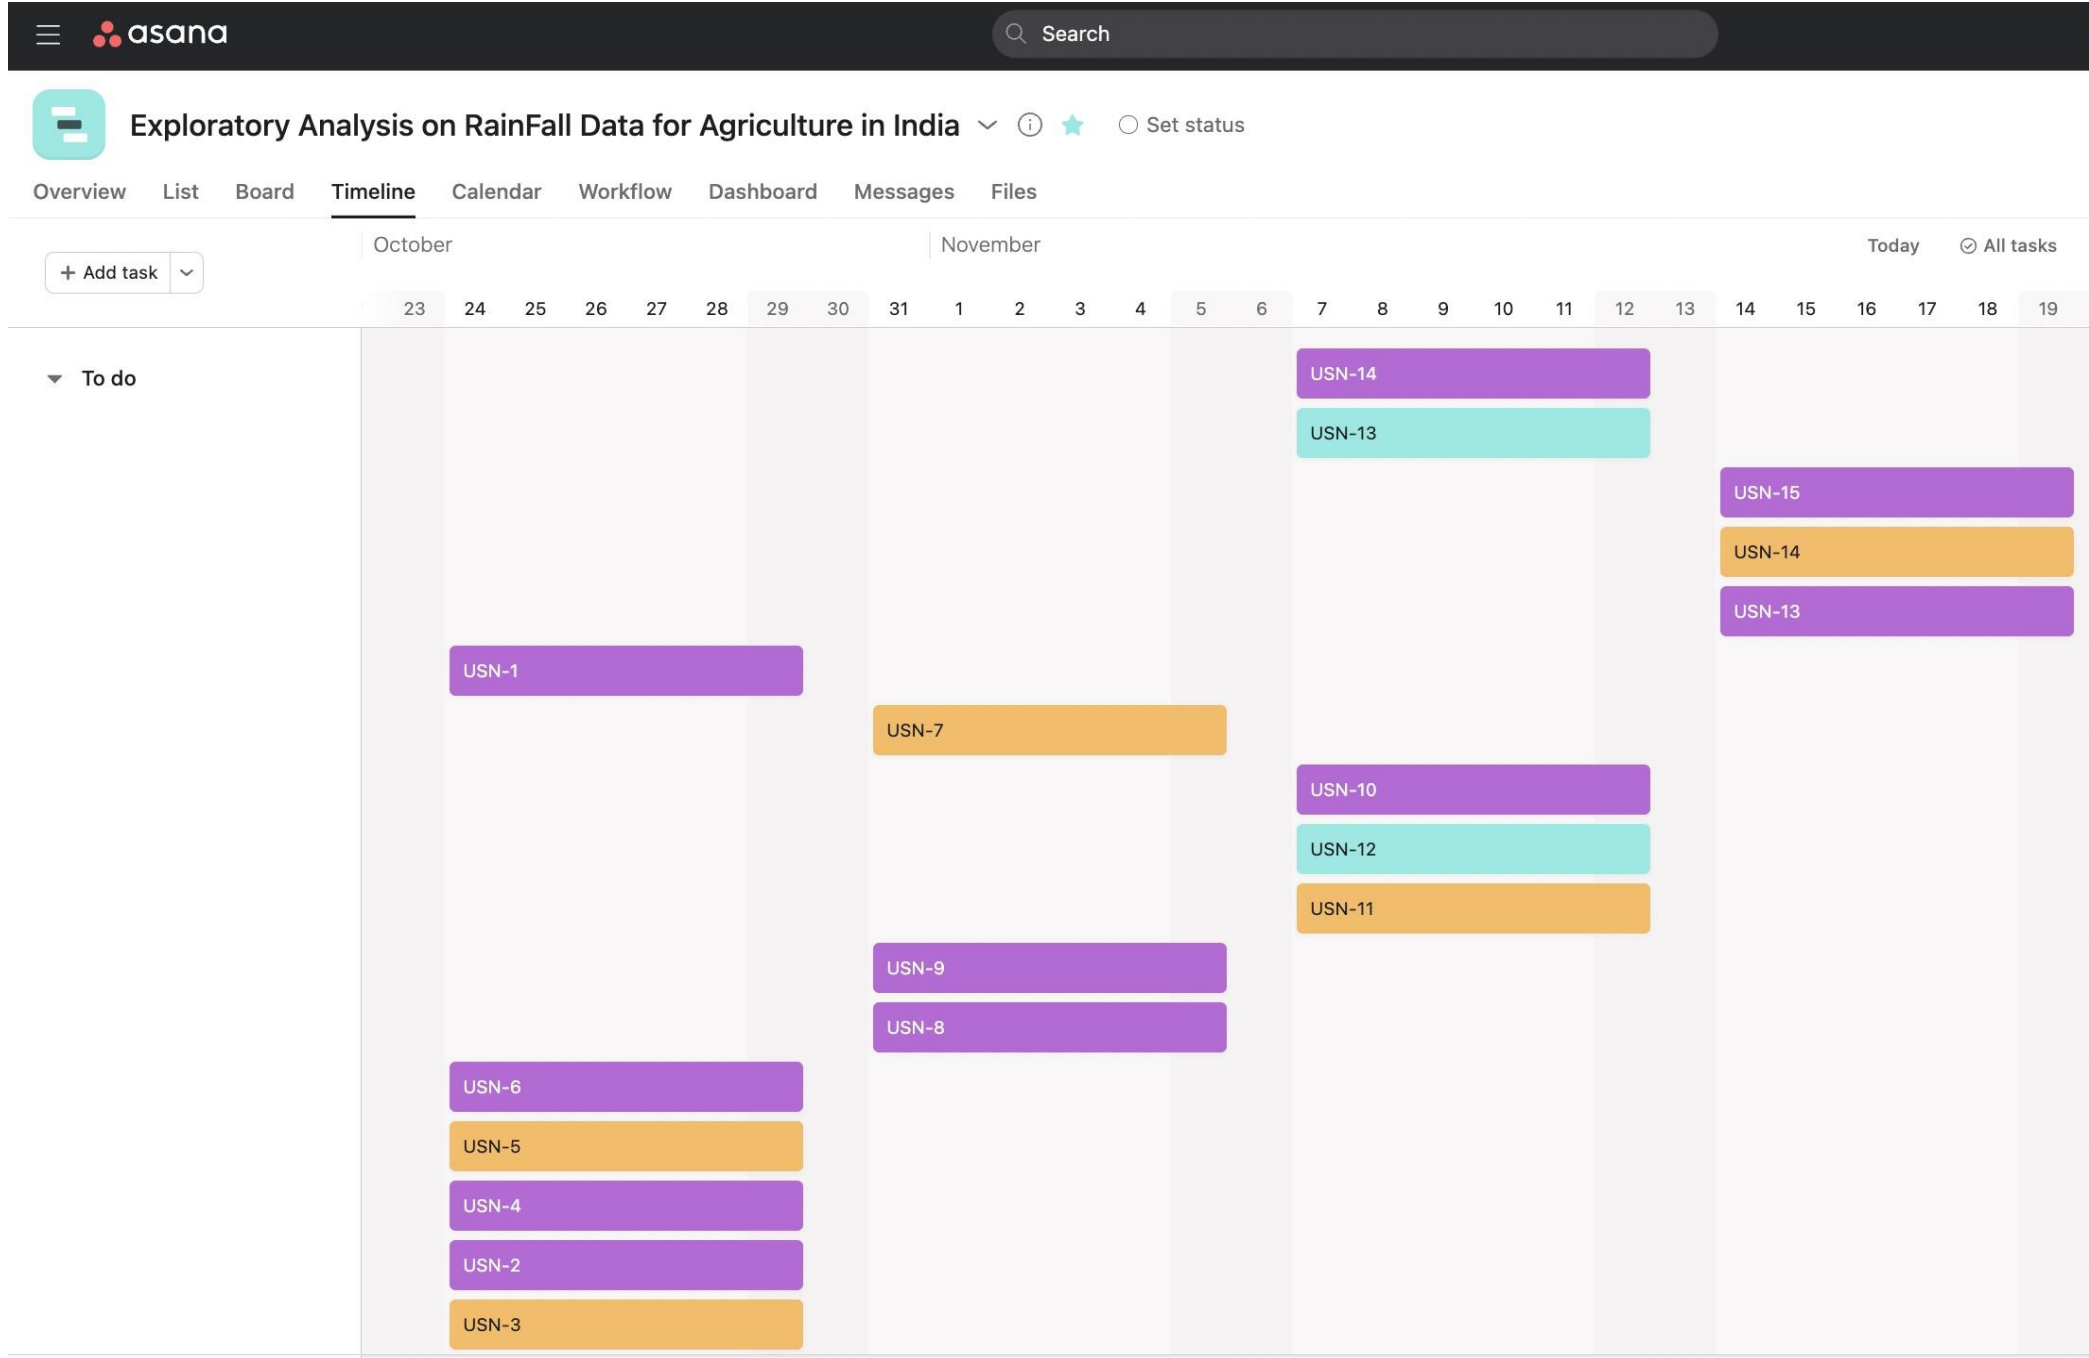 asana
Search
Exploratory Analysis on RainFall Data for Agriculture in India
Set status
Overview List Board Timeline Calendar Workflow Dashboard Messages Files
October November
Today All tasks
+ Add task
23 24 25 26 27 28 29 30 31 1 2 3 4 5 6 7 8 9 10 11 12 13 14 15 16 17 18 19
To do
USN-14
USN-13
USN-15
USN-14
USN-13
USN-1
USN-7
USN-10
USN-12
USN-11
USN-9
USN-8
USN-6
USN-5
USN-4
USN-2
USN-3